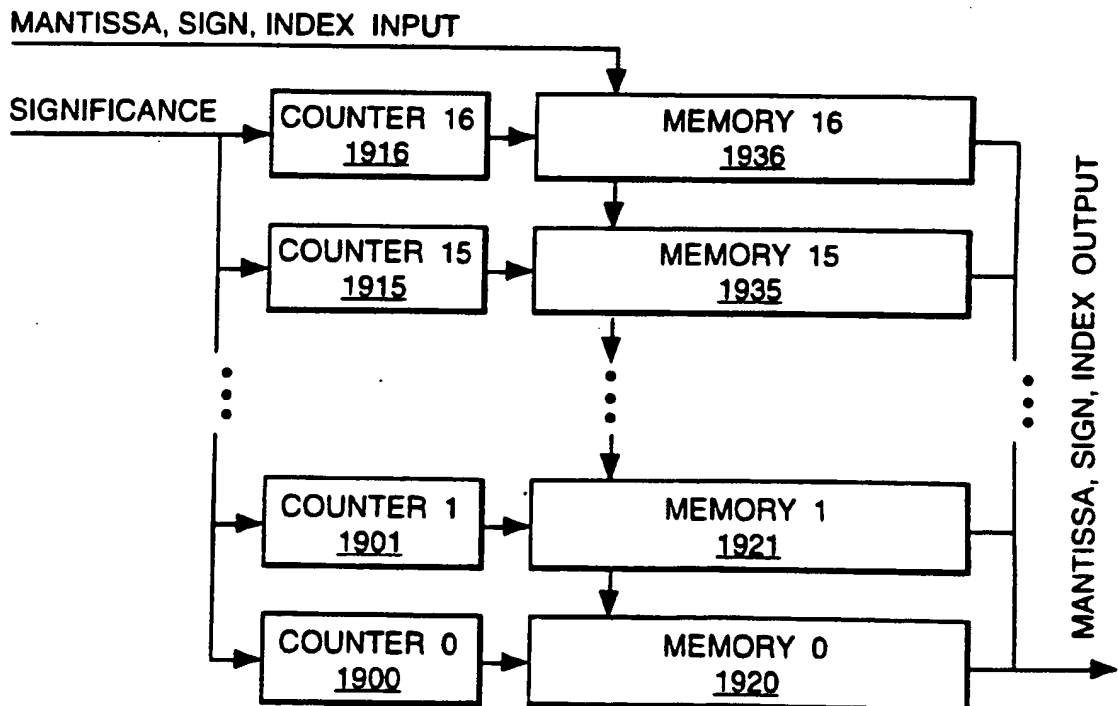 MANTISSA, SIGN, INDEX INPUT
SIGNIFICANCE
COUNTER 16
1916
MEMORY 16
1936
COUNTER 15
1915
MEMORY 15
1935
COUNTER 1
1901
MEMORY 1
1921
COUNTER 0
1900
MEMORY 0
1920
MANTISSA, SIGN, INDEX OUTPUT